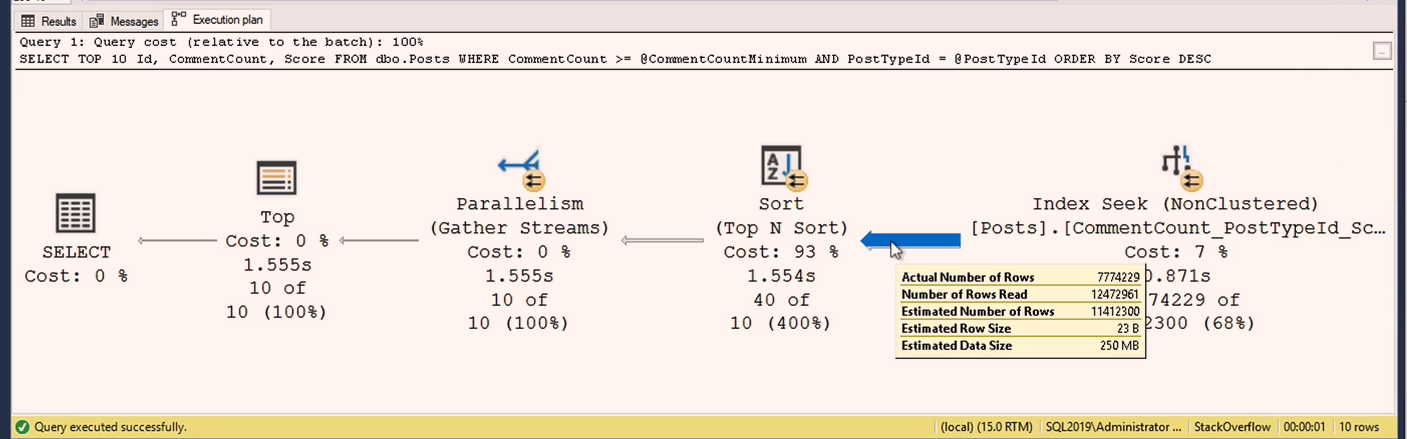 Results Messages Execution plan
Query 1: Query cost (relative to the batch): 100%
SELECT TOP 10 Id, CommentCount, Score FROM dbo.Posts WHERE CommentCount >= @CommentCountMinimum AND PostTypeId = @PostTypeId ORDER BY Score DESC
SELECT
Cost: 0 %
Top
Cost: 0 %
1.555s
10 of
10 (100%)
Parallelism
(Gather Streams)
Cost: 0 %
1.555s
10 of
10 (100%)
Sort
(Top N Sort)
Cost: 93 %
1.554s
40 of
10 (400%)
Index Seek (NonClustered)
[Posts].[CommentCount_PostTypeId_Sc…
Cost: 7 %
0.871s
74229 of
2300 (68%)
Actual Number of Rows 7774229
Number of Rows Read 12472961
Estimated Number of Rows 11412300
Estimated Row Size 23 B
Estimated Data Size 250 MB
Query executed successfully. (local) (15.0 RTM) SQL2019\Administrator ... StackOverflow 00:00:01 10 rows